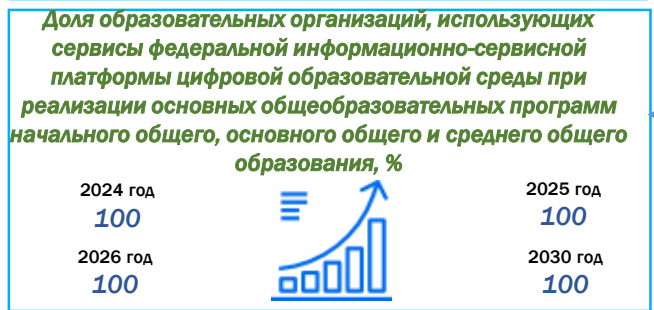 Доля образовательных организаций, использующих
сервисы федеральной информационно-сервисной
платформы цифровой образовательной среды при
реализации основных общеобразовательных программ
начального общего, основного общего и среднего общего
образования, %
2024 год
2025 год
100
100
2026 год
2030 год
100
100